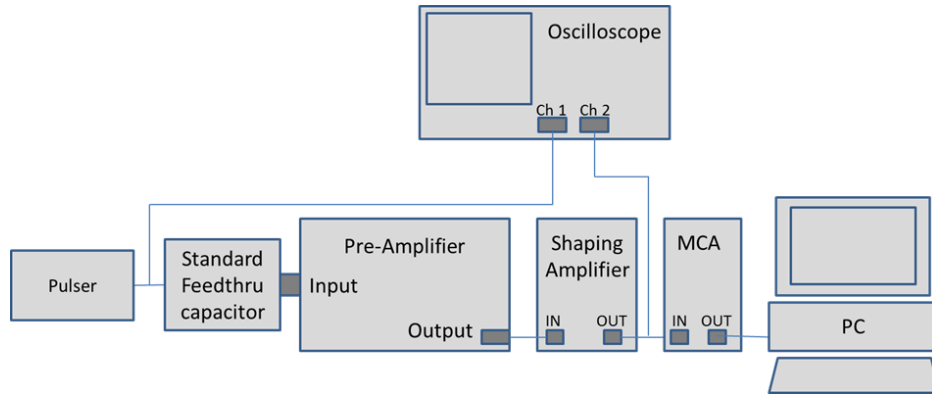 Oscilloscope
Ch 1 Ch 2
Pulser
Standard
Feedthru
capacitor
Pre-Amplifier
Input
Output
Shaping
Amplifier
IN OUT
MCA
IN OUT
PC